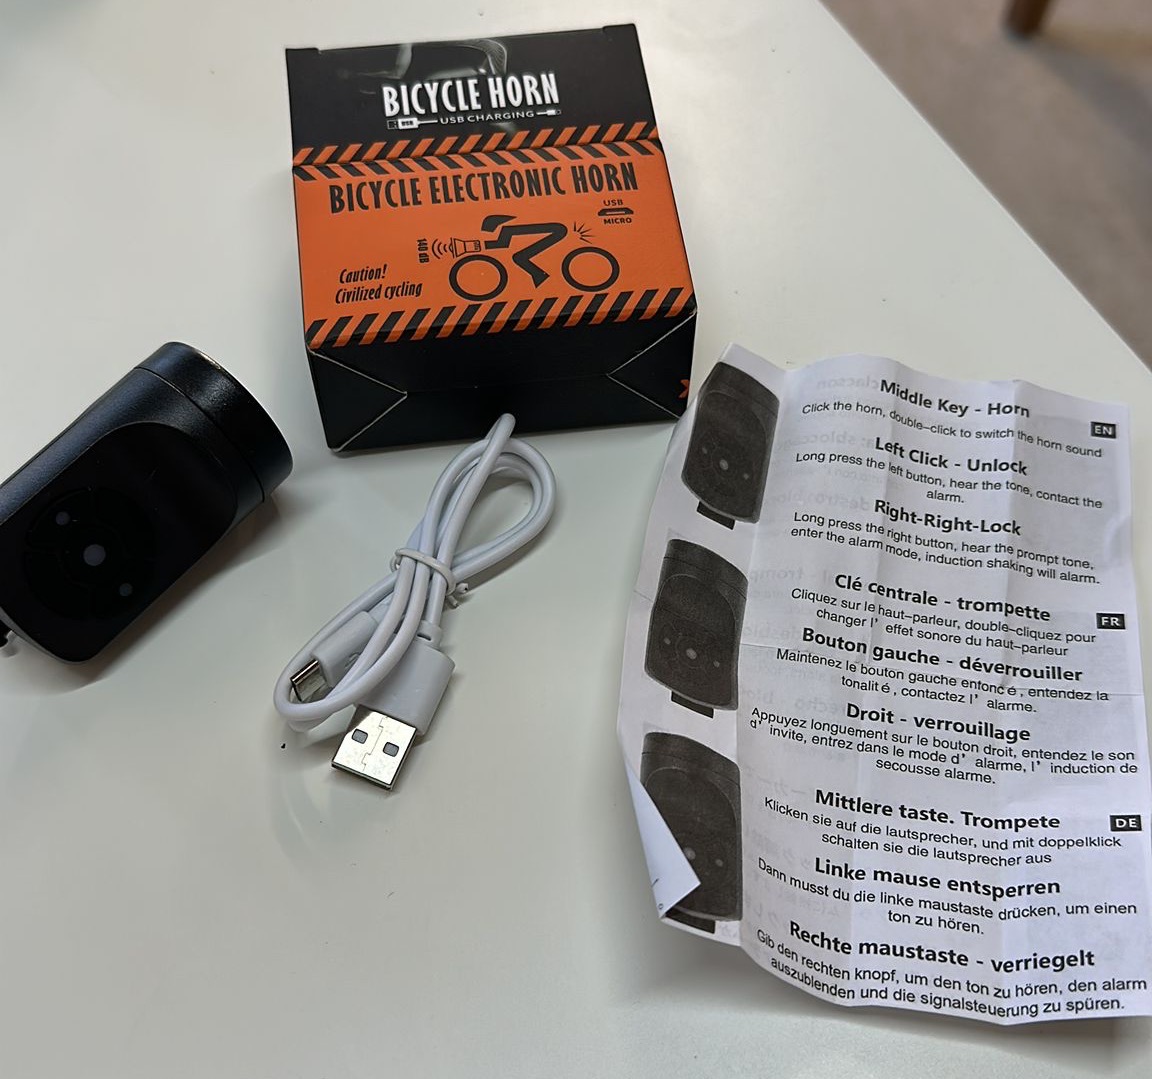 BICYCLE HORN
USB
USB CHARGING
BICYCLE ELECTRONIC HORN
USB
MICRO
140 dB
Caution!
Civilized cycling
Middle Key - Horn
EN
Click the horn, double-click to switch the horn sound
Left Click - Unlock
Long press the left button, hear the tone, contact the
alarm.
Right-Right-Lock
Long press the right button, hear the prompt tone,
enter the alarm mode, induction shaking will alarm.
Clé centrale - trompette
FR
Cliquez sur le haut-parleur, double-cliquez pour
changer l' effet sonore du haut-parleur
Bouton gauche - déverrouiller
Maintenez le bouton gauche enfoncé, entendez la
tonalité, contactez l' alarme.
Droit - verrouillage
Appuyez longuement sur le bouton droit, entendez le son
d' invite, entrez dans le mode d' alarme, l' induction de
secousse alarme.
Mittlere taste. Trompete
DE
Klicken sie auf die lautsprecher, und mit doppelklick
schalten sie die lautsprecher aus
Linke mause entsperren
Dann musst du die linke maustaste drücken, um einen
ton zu hören.
Rechte maustaste - verriegelt
Gib den rechten knopf, um den ton zu hören, den alarm
auszublenden und die signalsteuerung zu spüren.